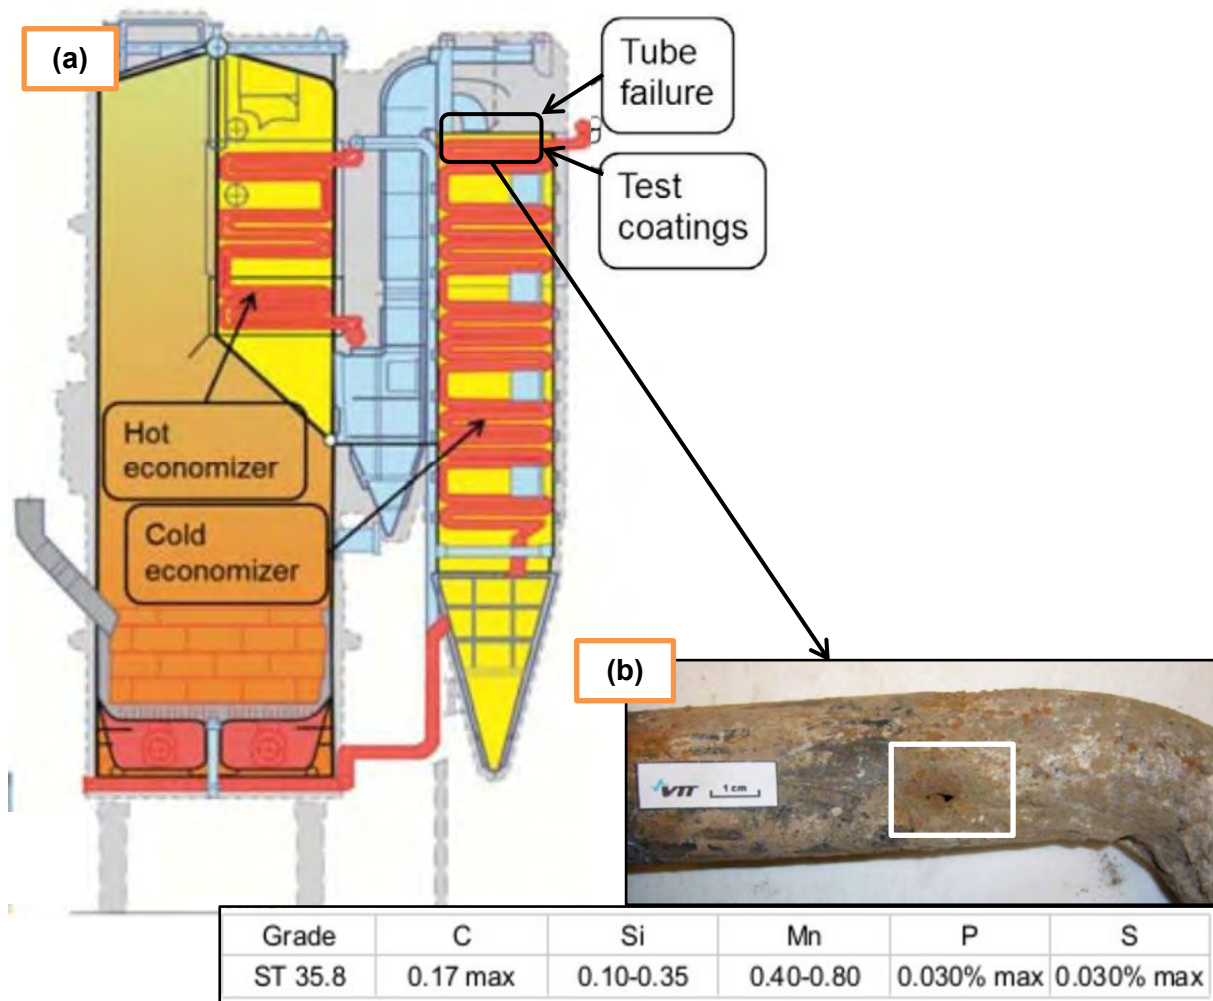 (a)
Tube
failure
Test
coatings
Hot
economizer
Cold
economizer
(b)
VTT 1 cm
Grade C Si Mn P S
ST 35.8 0.17 max 0.10-0.35 0.40-0.80 0.030% max 0.030% max